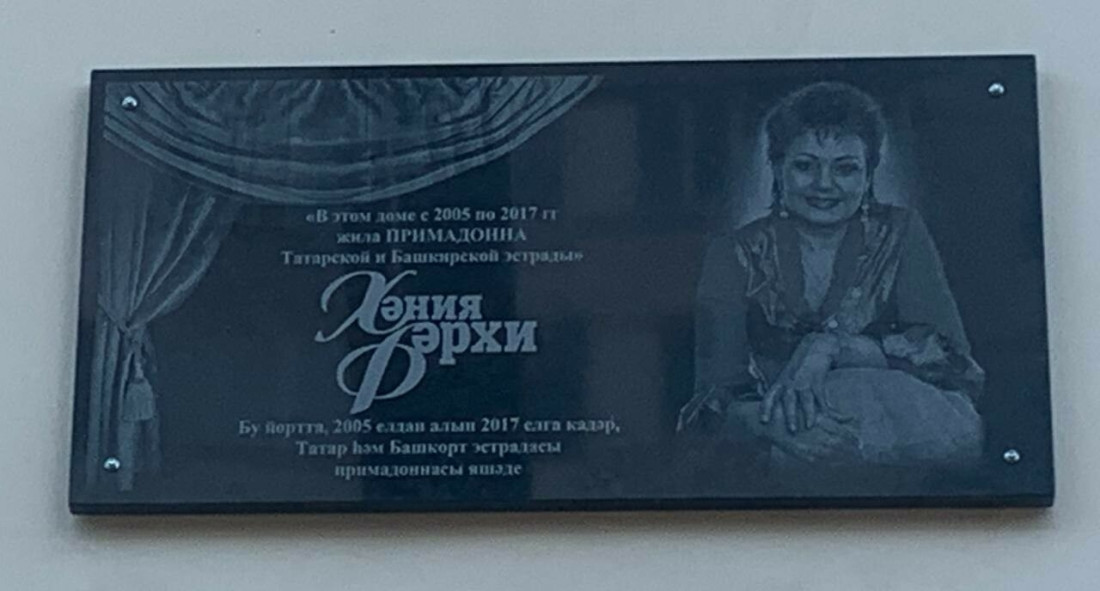 «В этом доме с 2005 по 2017 гг
жила ПРИМАДОННА
Татарской и Башкирской эстрады»
Хәния
Фәрхи
Бу йортта, 2005 елдан алып 2017 елга кадәр,
Татар һәм Башкорт эстрадасы
примадоннасы яшәде